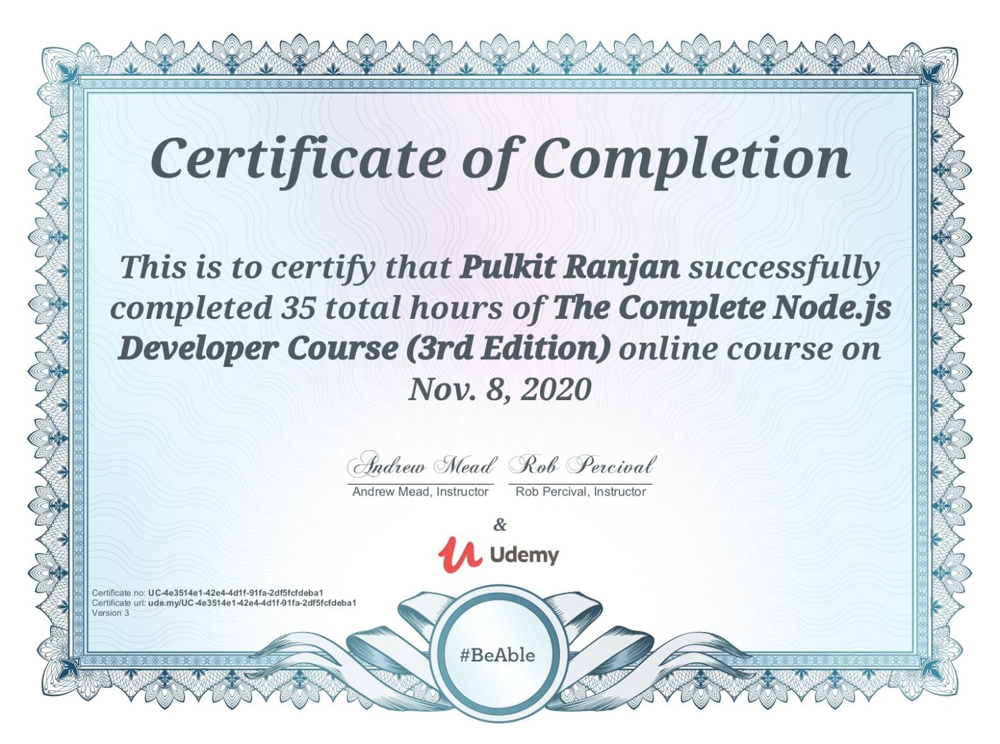 Certificate of Completion
This is to certify that Pulkit Ranjan successfully
completed 35 total hours of The Complete Node.js
Developer Course (3rd Edition) online course on
Nov. 8, 2020
Andrew Mead Rob Percival
Andrew Mead, Instructor Rob Percival, Instructor
&
Udemy
Certificate no: UC-4e3514e1-42e4-4d1f-91fa-2df5fcfdeba1
Certificate url: ude.my/UC-4e3514e1-42e4-4d1f-91fa-2df5fcfdeba1
Version 3
#BeAble